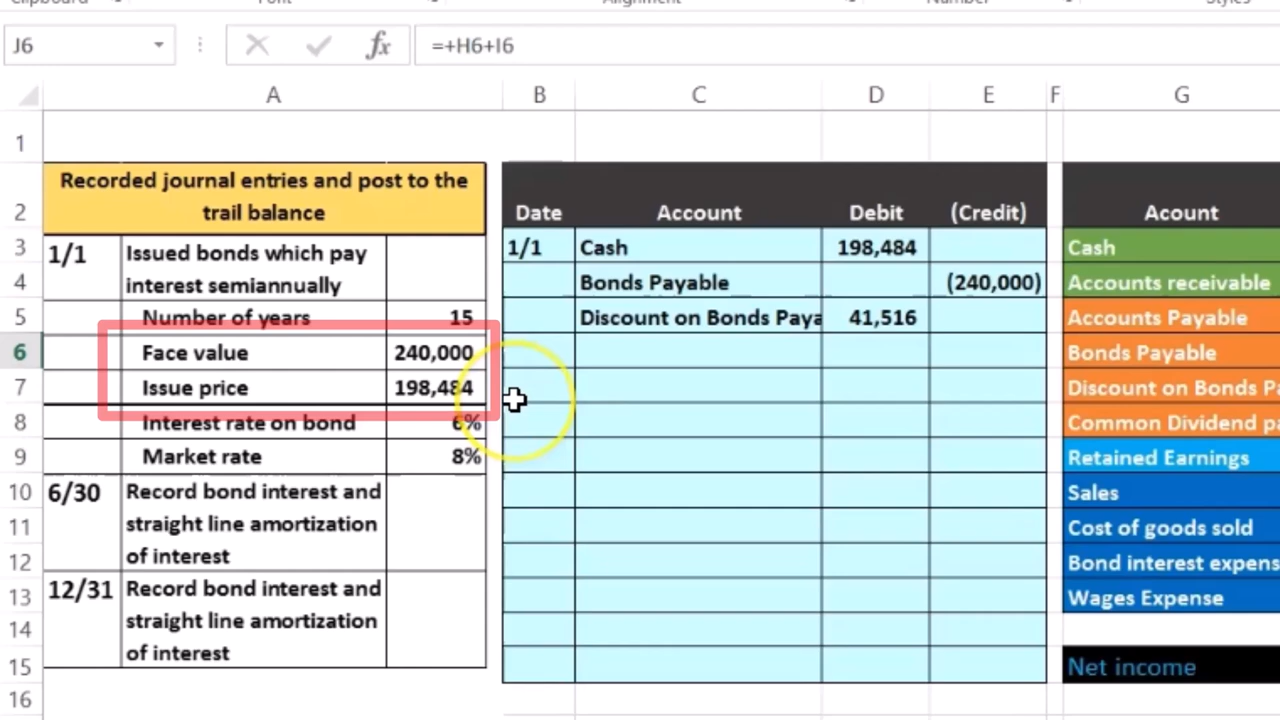 Clipboard Font Alignment Number Styles
J6 fx =+H6+I6
A B C D E F G
1
2
3
4
5
6
7
8
9
10
11
12
13
14
15
16
Recorded journal entries and post to the
trail balance
1/1 Issued bonds which pay
interest semiannually
Number of years 15
Face value 240,000
Issue price 198,484
Interest rate on bond 6%
Market rate 8%
6/30 Record bond interest and
straight line amortization
of interest
12/31 Record bond interest and
straight line amortization
of interest
Date Account Debit (Credit)
1/1 Cash 198,484
Bonds Payable (240,000)
Discount on Bonds Paya 41,516
Acount
Cash
Accounts receivable
Accounts Payable
Bonds Payable
Discount on Bonds Pa
Common Dividend pa
Retained Earnings
Sales
Cost of goods sold
Bond interest expens
Wages Expense
Net income